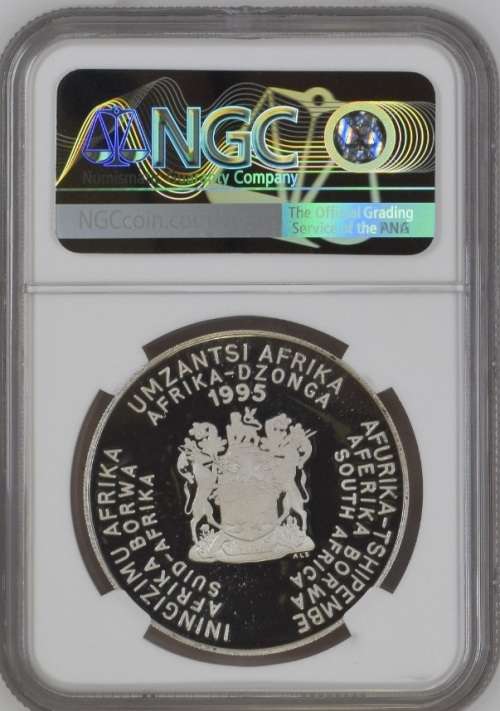 NGC
Numismatic Guaranty Company
NGCcoin.com
The Official Grading
Service of the ANA
UMZANTSI AFRIKA
AFRIKA-DZONGA
1995
AFURIKA-TSHIPEMBE
AFERIKA BORWA
SOUTH AFRICA
ININGIZIMU AFRIKA
AFRIKA BORWA
SUID-AFRIKA
ALS